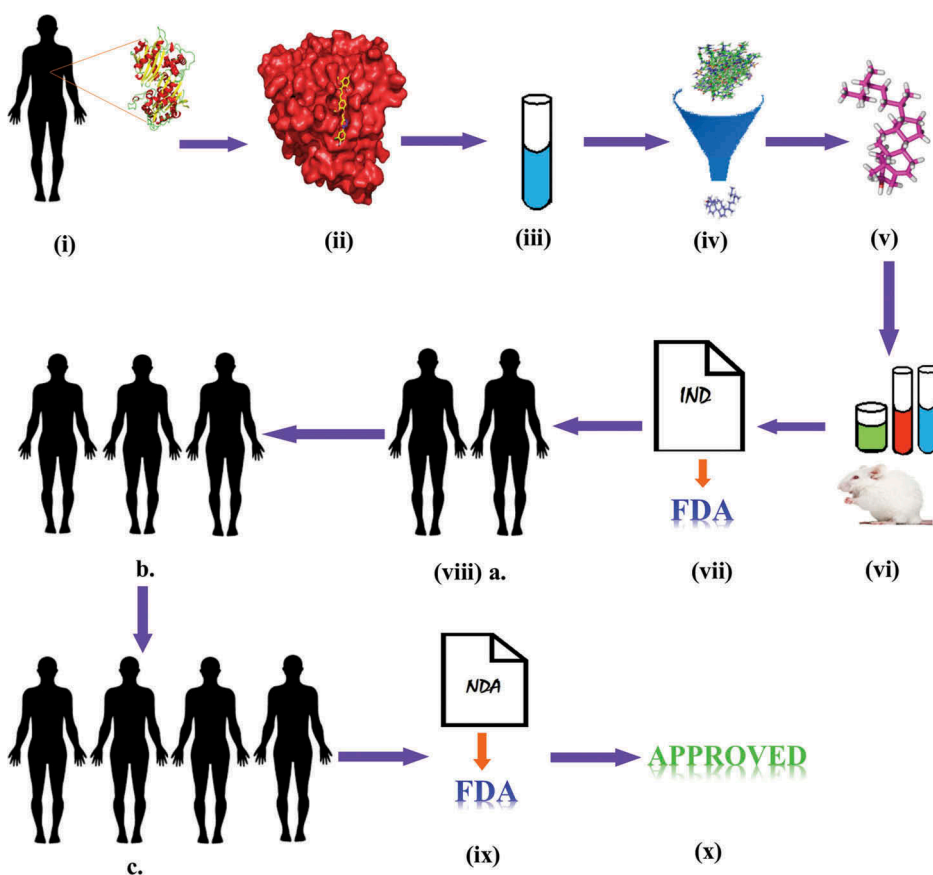 (i)
(ii)
(iii)
(iv)
(v)
IND
FDA
b.
(viii) a.
(vii)
(vi)
NDA
FDA
APPROVED
c.
(ix)
(x)